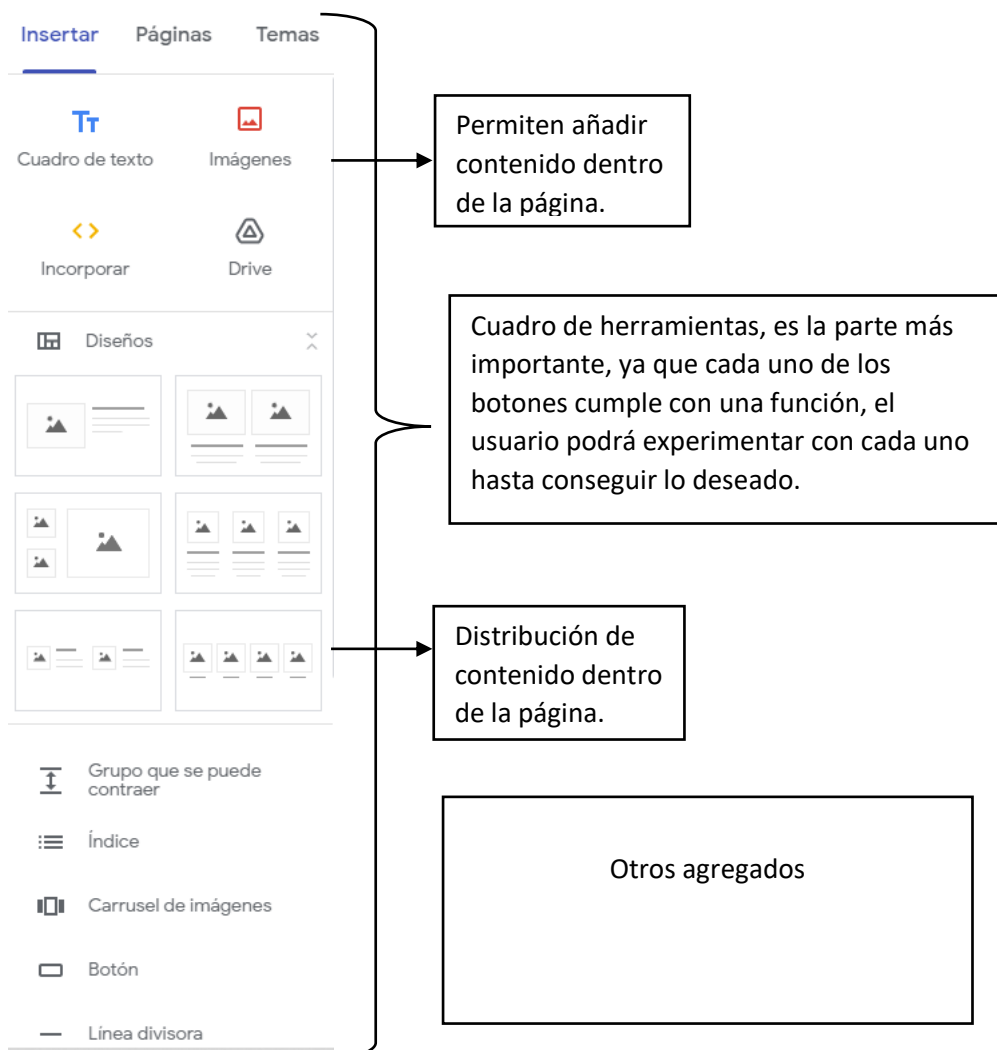 Insertar Páginas Temas
Cuadro de texto Imágenes
Incorporar Drive
Diseños
Grupo que se puede
contraer
Índice
Carrusel de imágenes
Botón
Línea divisora
Permiten añadir
contenido dentro
de la página.
Cuadro de herramientas, es la parte más
importante, ya que cada uno de los
botones cumple con una función, el
usuario podrá experimentar con cada uno
hasta conseguir lo deseado.
Distribución de
contenido dentro
de la página.
Otros agregados